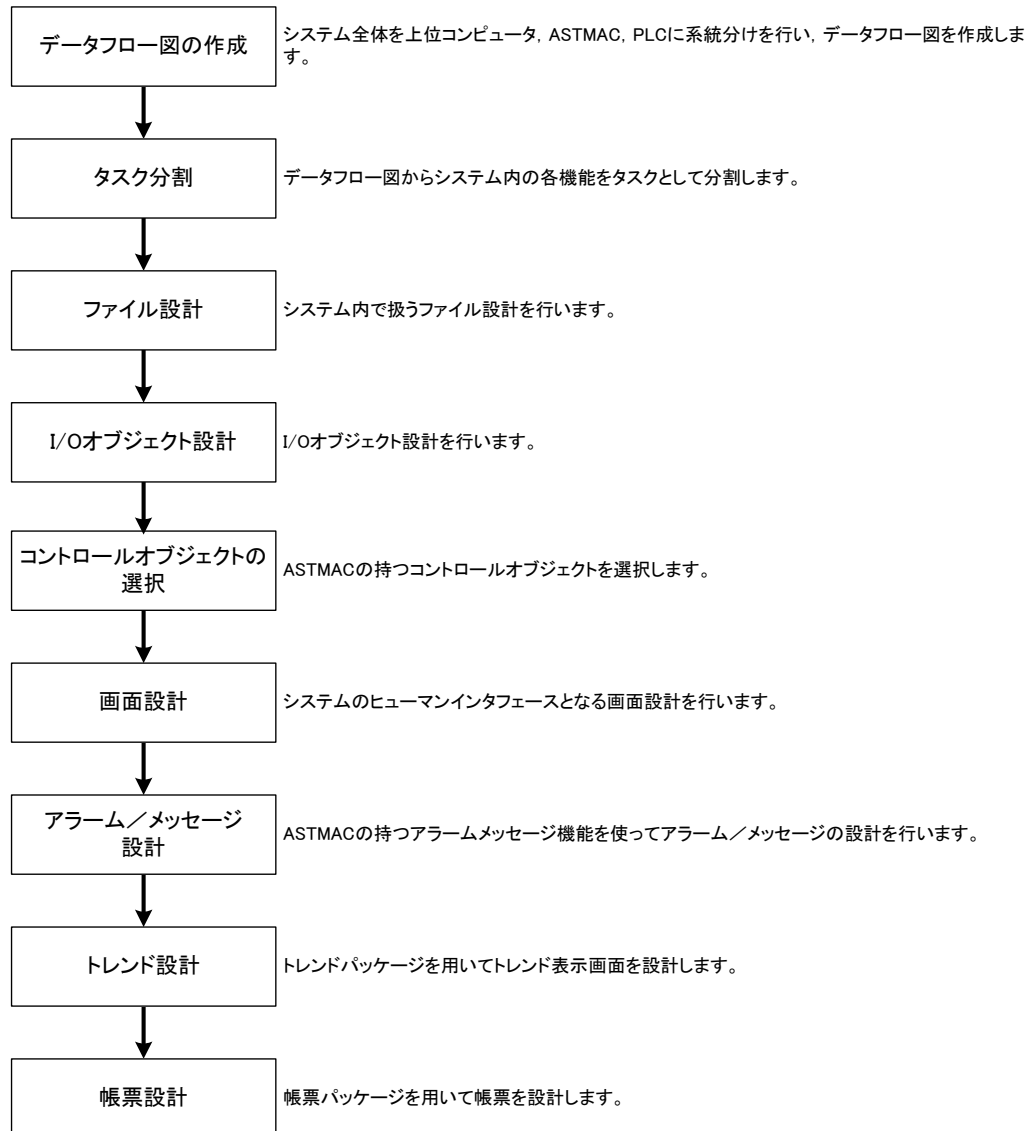 データフロー図の作成
システム全体を上位コンピュータ, ASTMAC, PLCに系統分けを行い, データフロー図を作成しま
す。
タスク分割
データフロー図からシステム内の各機能をタスクとして分割します。
ファイル設計
システム内で扱うファイル設計を行います。
I/Oオブジェクト設計
I/Oオブジェクト設計を行います。
コントロールオブジェクトの
選択
ASTMACの持つコントロールオブジェクトを選択します。
画面設計
システムのヒューマンインタフェースとなる画面設計を行います。
アラーム／メッセージ
設計
ASTMACの持つアラームメッセージ機能を使ってアラーム／メッセージの設計を行います。
トレンド設計
トレンドパッケージを用いてトレンド表示画面を設計します。
帳票設計
帳票パッケージを用いて帳票を設計します。